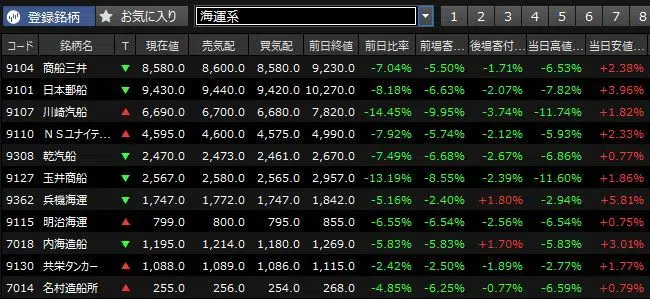 登録銘柄 お気に入り 海運系 1 2 3 4 5 6 7 8
コード 銘柄名 T 現在値 売気配 買気配 前日終値 前日比率 前場寄... 後場寄付... 当日高値... 当日安値...
9104 商船三井 ▼ 8,580.0 8,600.0 8,580.0 9,230.0 -7.04% -5.50% -1.71% -6.53% +2.38%
9101 日本郵船 ▼ 9,430.0 9,440.0 9,420.0 10,270.0 -8.18% -6.63% -2.07% -7.82% +3.96%
9107 川崎汽船 ▲ 6,690.0 6,700.0 6,680.0 7,820.0 -14.45% -9.95% -3.74% -11.74% +1.82%
9110 NSユナイテ... ▲ 4,595.0 4,600.0 4,575.0 4,990.0 -7.92% -5.74% -2.12% -5.93% +2.33%
9308 乾汽船 ▼ 2,470.0 2,473.0 2,461.0 2,670.0 -7.49% -6.68% -2.67% -6.86% +0.77%
9127 玉井商船 ▼ 2,567.0 2,580.0 2,565.0 2,957.0 -13.19% -8.55% -2.39% -11.60% +1.86%
9362 兵機海運 ▼ 1,747.0 1,772.0 1,747.0 1,842.0 -5.16% -2.40% +1.80% -2.94% +5.81%
9115 明治海運 ▲ 799.0 800.0 795.0 855.0 -6.55% -6.54% -2.56% -6.54% +0.75%
7018 内海造船 ▼ 1,195.0 1,214.0 1,180.0 1,269.0 -5.83% -5.83% +1.70% -5.83% +3.01%
9130 共栄タンカー ▲ 1,088.0 1,089.0 1,086.0 1,115.0 -2.42% -2.50% -1.89% -2.77% +1.77%
7014 名村造船所 ▲ 255.0 256.0 254.0 268.0 -4.85% -6.25% -0.77% -6.59% +0.79%